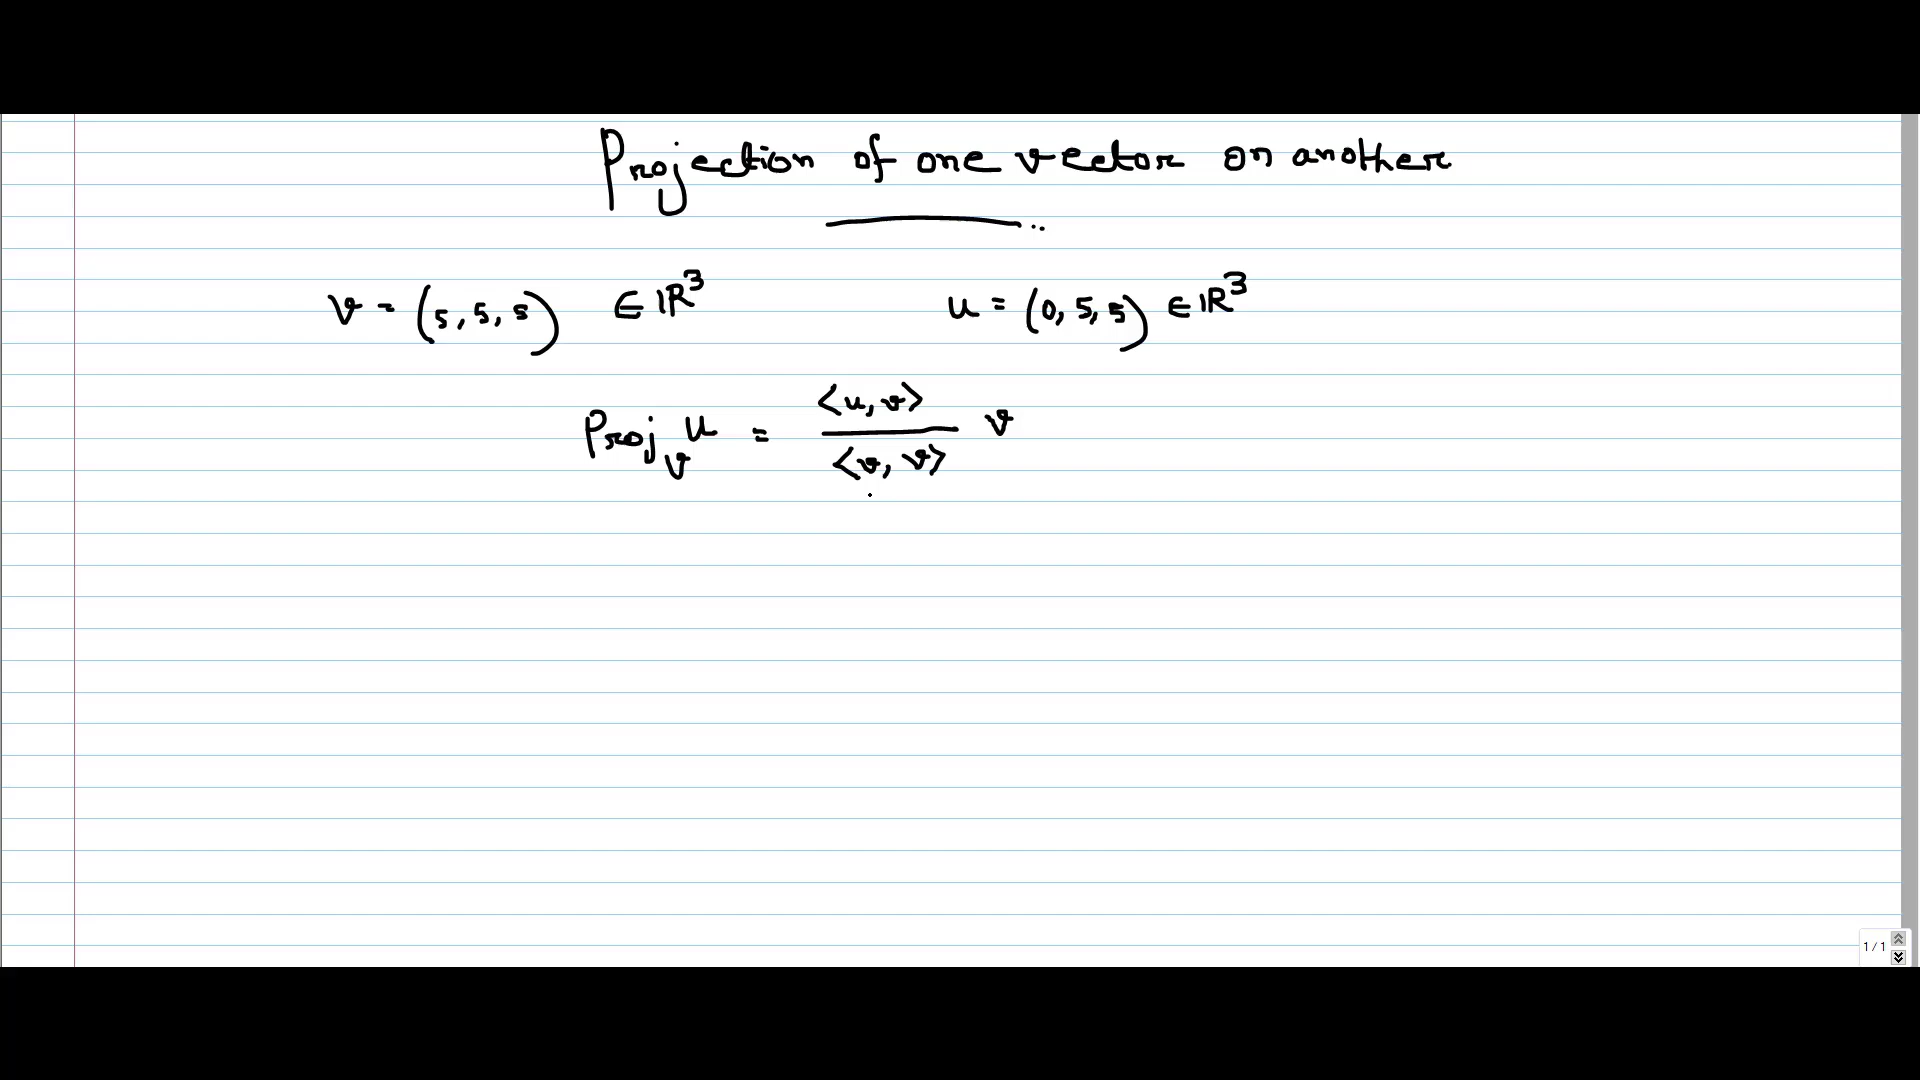 Projection of one vector on another
v = (5, 5, 5) ∈ ℝ³ u = (0, 5, 5) ∈ ℝ³
Proj_v u = <u, v> / <v, v> v
1 / 1